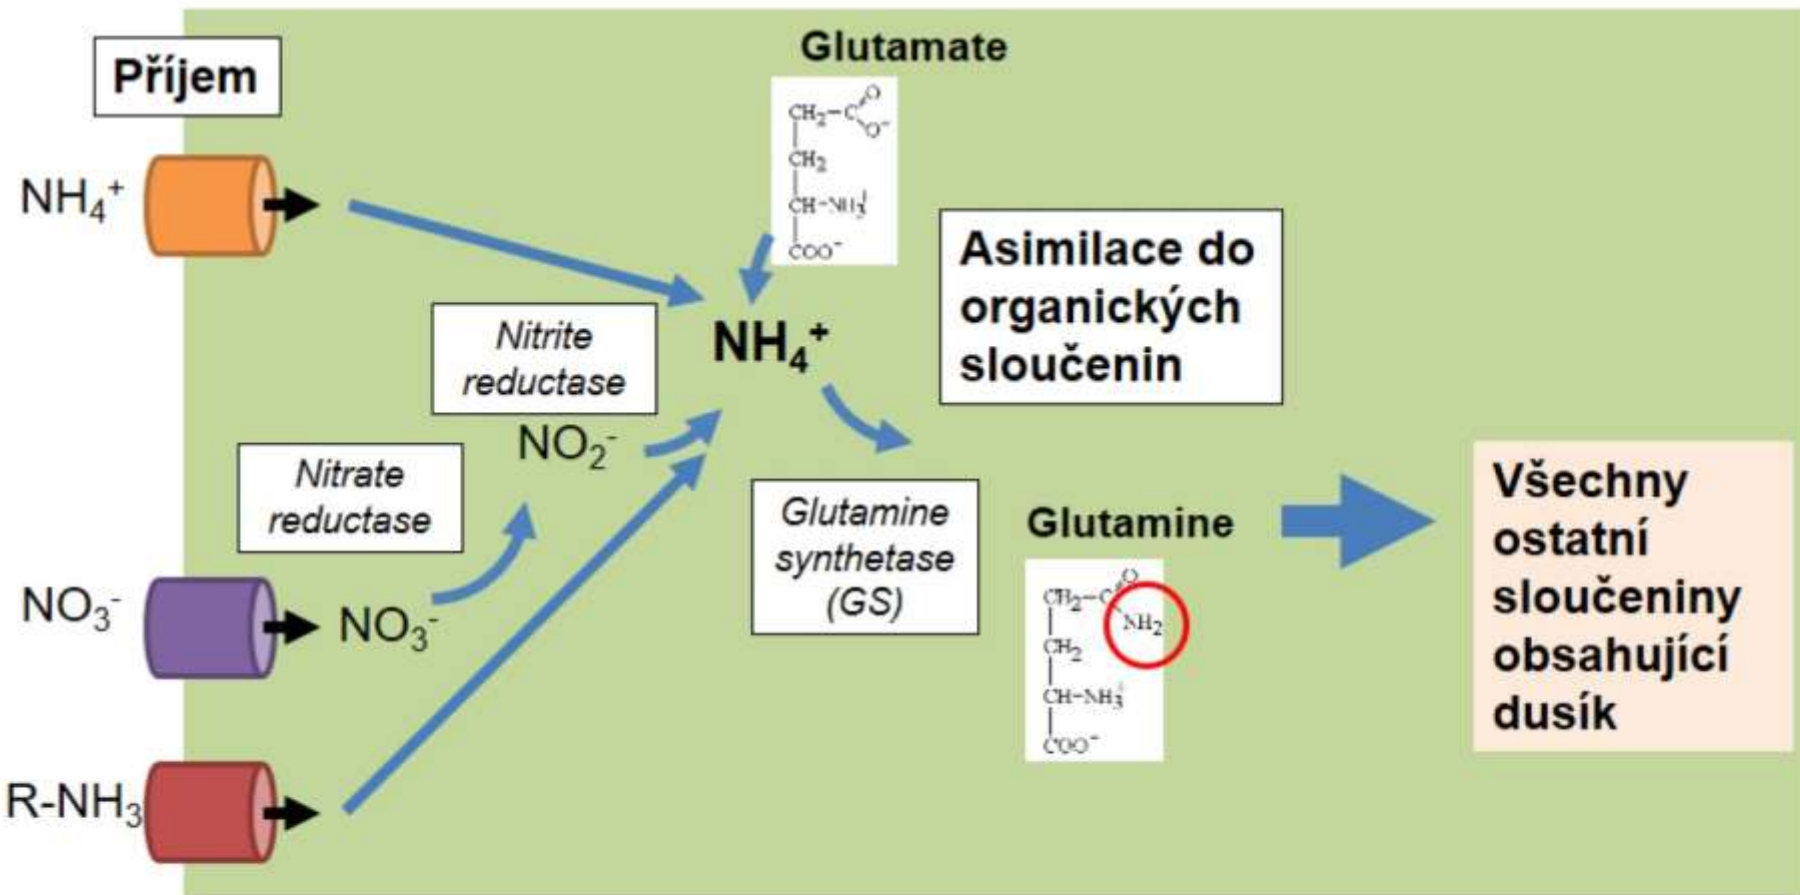 Příjem
NH₄⁺
Glutamate
CH₂-C
O
O⁻
CH₂
CH-NH₃
COO⁻
Asimilace do
organických
sloučenin
NH₄⁺
Nitrite
reductase
NO₂⁻
Nitrate
reductase
NO₃⁻
NO₃⁻
R-NH₃
Glutamine
synthetase
(GS)
Glutamine
CH₂-C
O
NH₂
CH₂
CH-NH₃
COO⁻
Všechny
ostatní
sloučeniny
obsahující
dusík